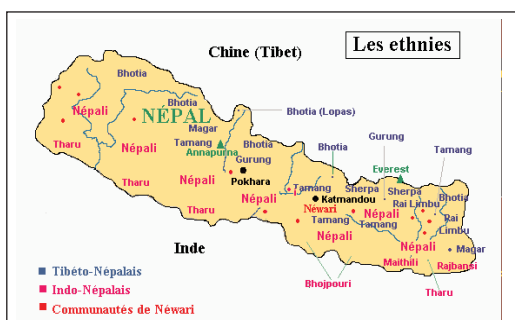 Les ethnies
Chine (Tibet)
Bhotia
Bhotia
Bhotia (Lopas)
Népali
NÉPAL
Magar
Gurung
Népali
Tamang
Bhotia
Bhotia
Tamang
Annapurna
Tharu
Gurung
Everest
Pokhara
Népali
Tamang
Sherpa
Sherpa
Bhotia
Tharu
Népali
Katmandou
Rai
Limbu
Tharu
Néwari
Népali
Rai
Tamang
Tamang
Limbu
Népali
Népali
Magar
Inde
Maithili
Rajbansi
Bhojpouri
Tharu
Tibéto-Népalais
Indo-Népalais
Communautés de Néwari